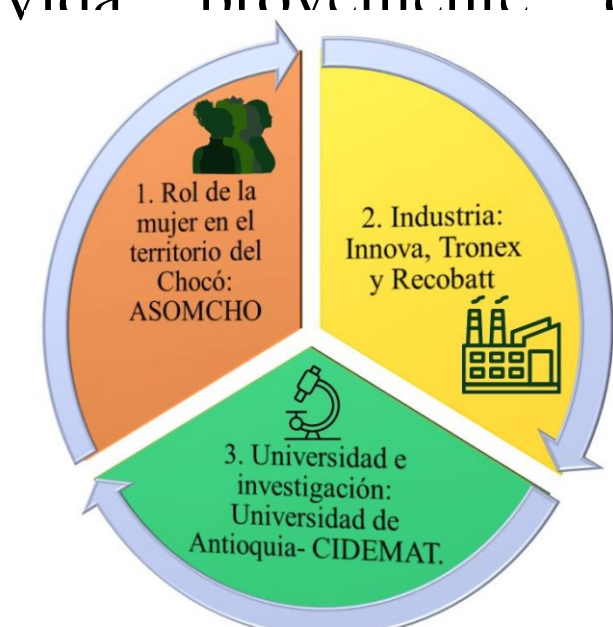 1. Rol de la
mujer en el
territorio del
Chocó:
ASOMCHO
2. Industria:
Innova, Tronex
y Recobatt
3. Universidad e
investigación:
Universidad de
Antioquia- CIDEMAT.